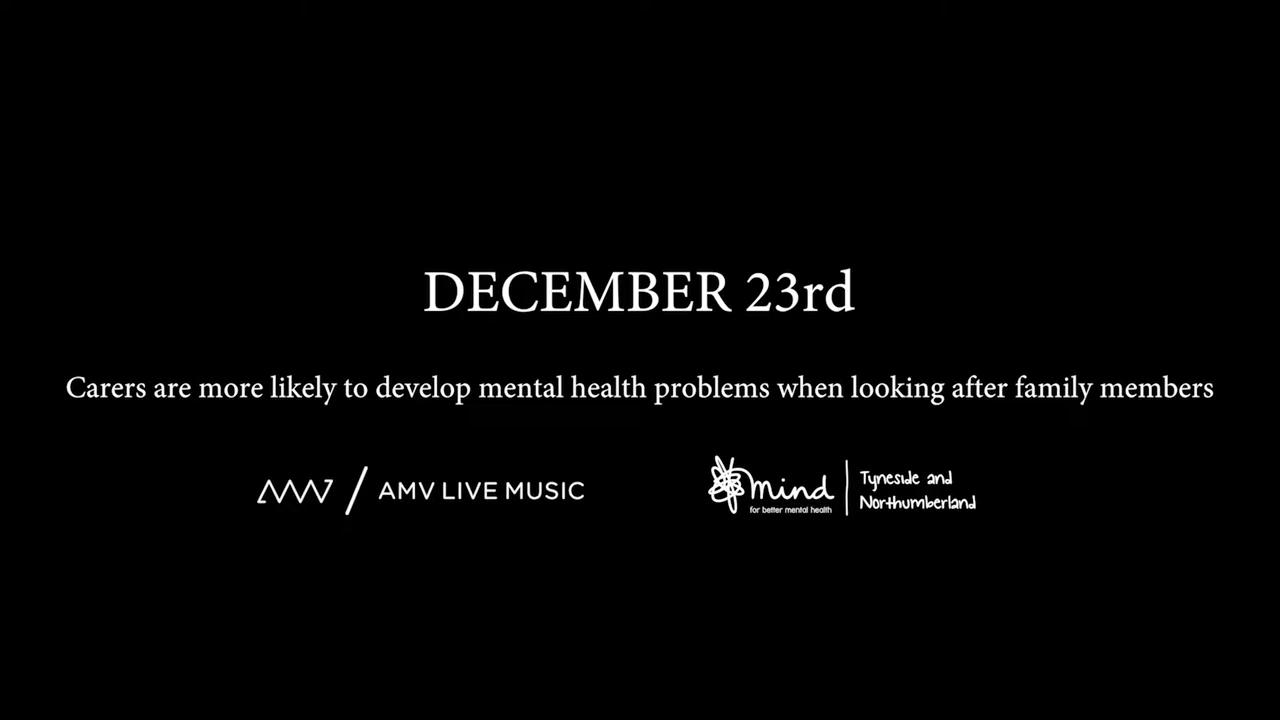 DECEMBER 23rd
Carers are more likely to develop mental health problems when looking after family members
AMV / AMV LIVE MUSIC
mind
for better mental health
Tyneside and
Northumberland